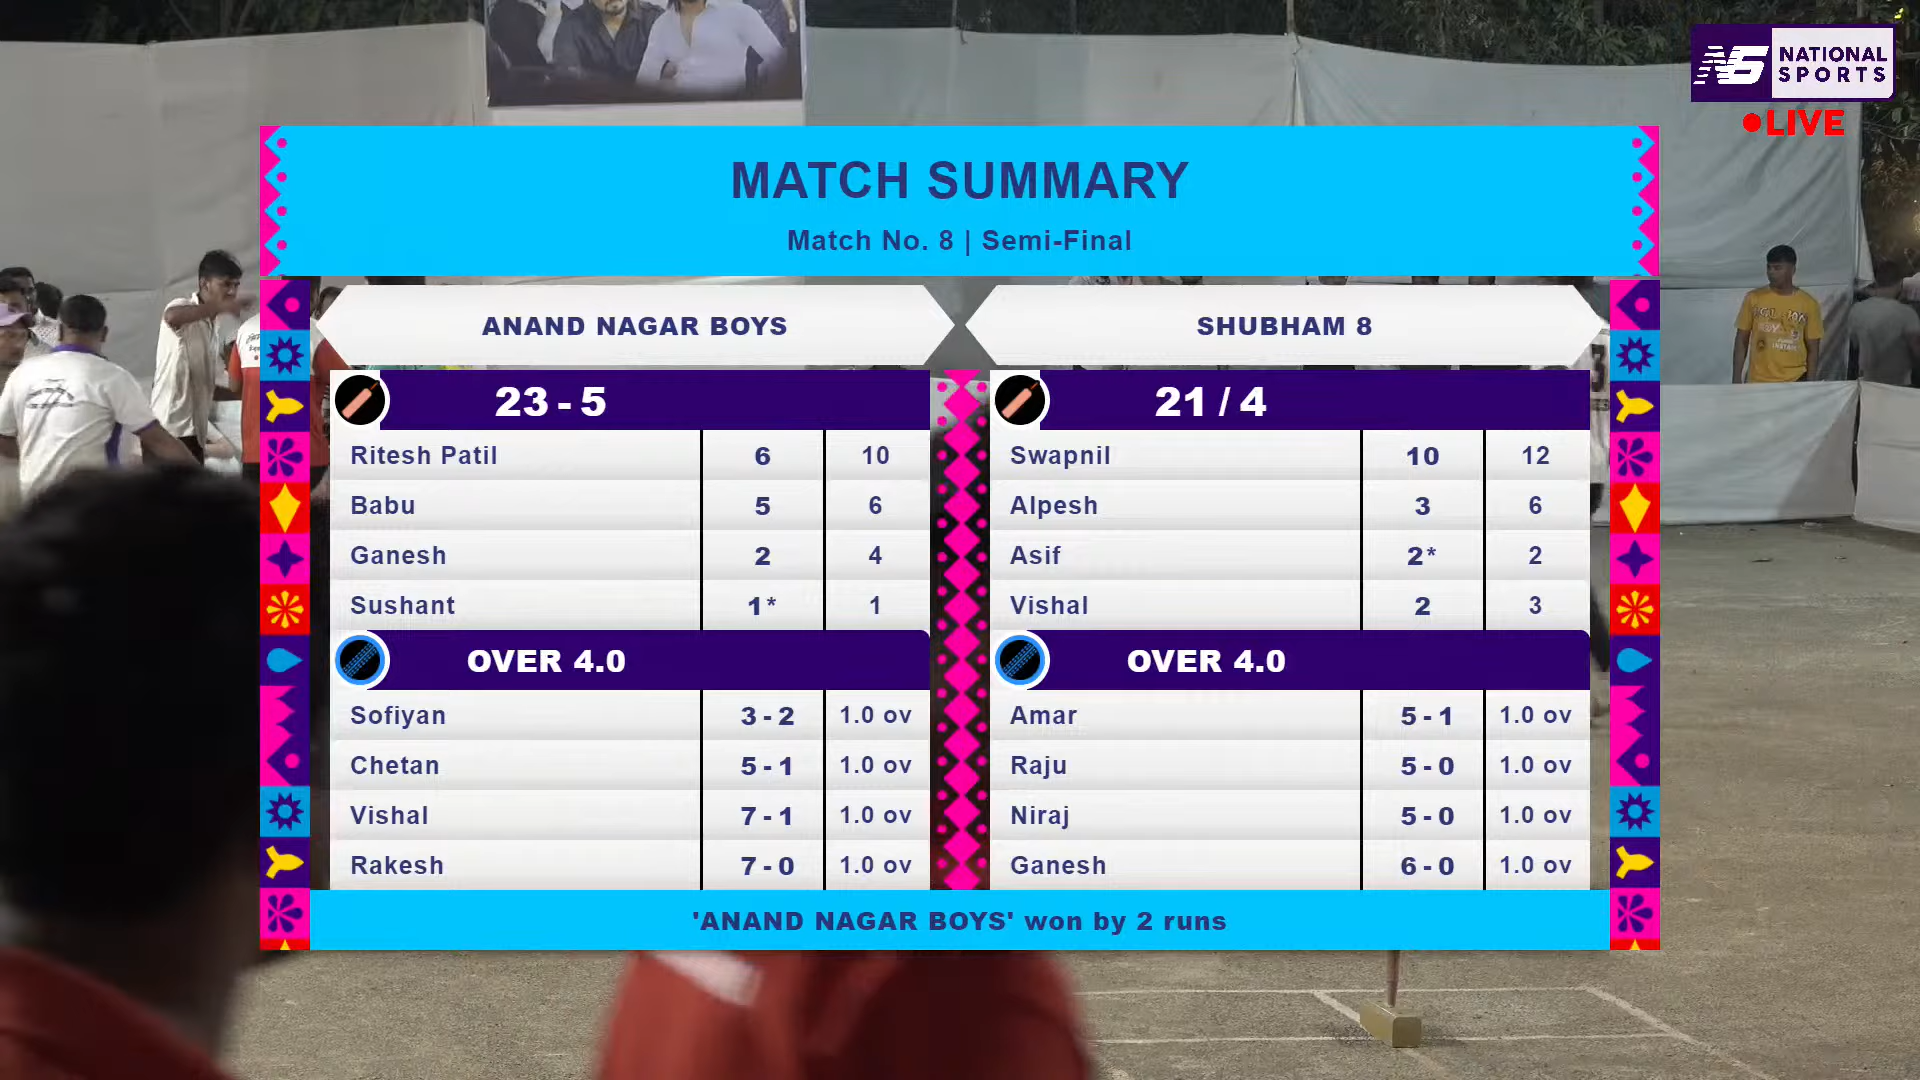 NATIONAL
SPORTS
LIVE
MATCH SUMMARY
Match No. 8 | Semi-Final
ANAND NAGAR BOYS
23 - 5
Ritesh Patil 6 10
Babu 5 6
Ganesh 2 4
Sushant 1* 1
OVER 4.0
Sofiyan 3 - 2 1.0 ov
Chetan 5 - 1 1.0 ov
Vishal 7 - 1 1.0 ov
Rakesh 7 - 0 1.0 ov
SHUBHAM 8
21 / 4
Swapnil 10 12
Alpesh 3 6
Asif 2* 2
Vishal 2 3
OVER 4.0
Amar 5 - 1 1.0 ov
Raju 5 - 0 1.0 ov
Niraj 5 - 0 1.0 ov
Ganesh 6 - 0 1.0 ov
'ANAND NAGAR BOYS' won by 2 runs